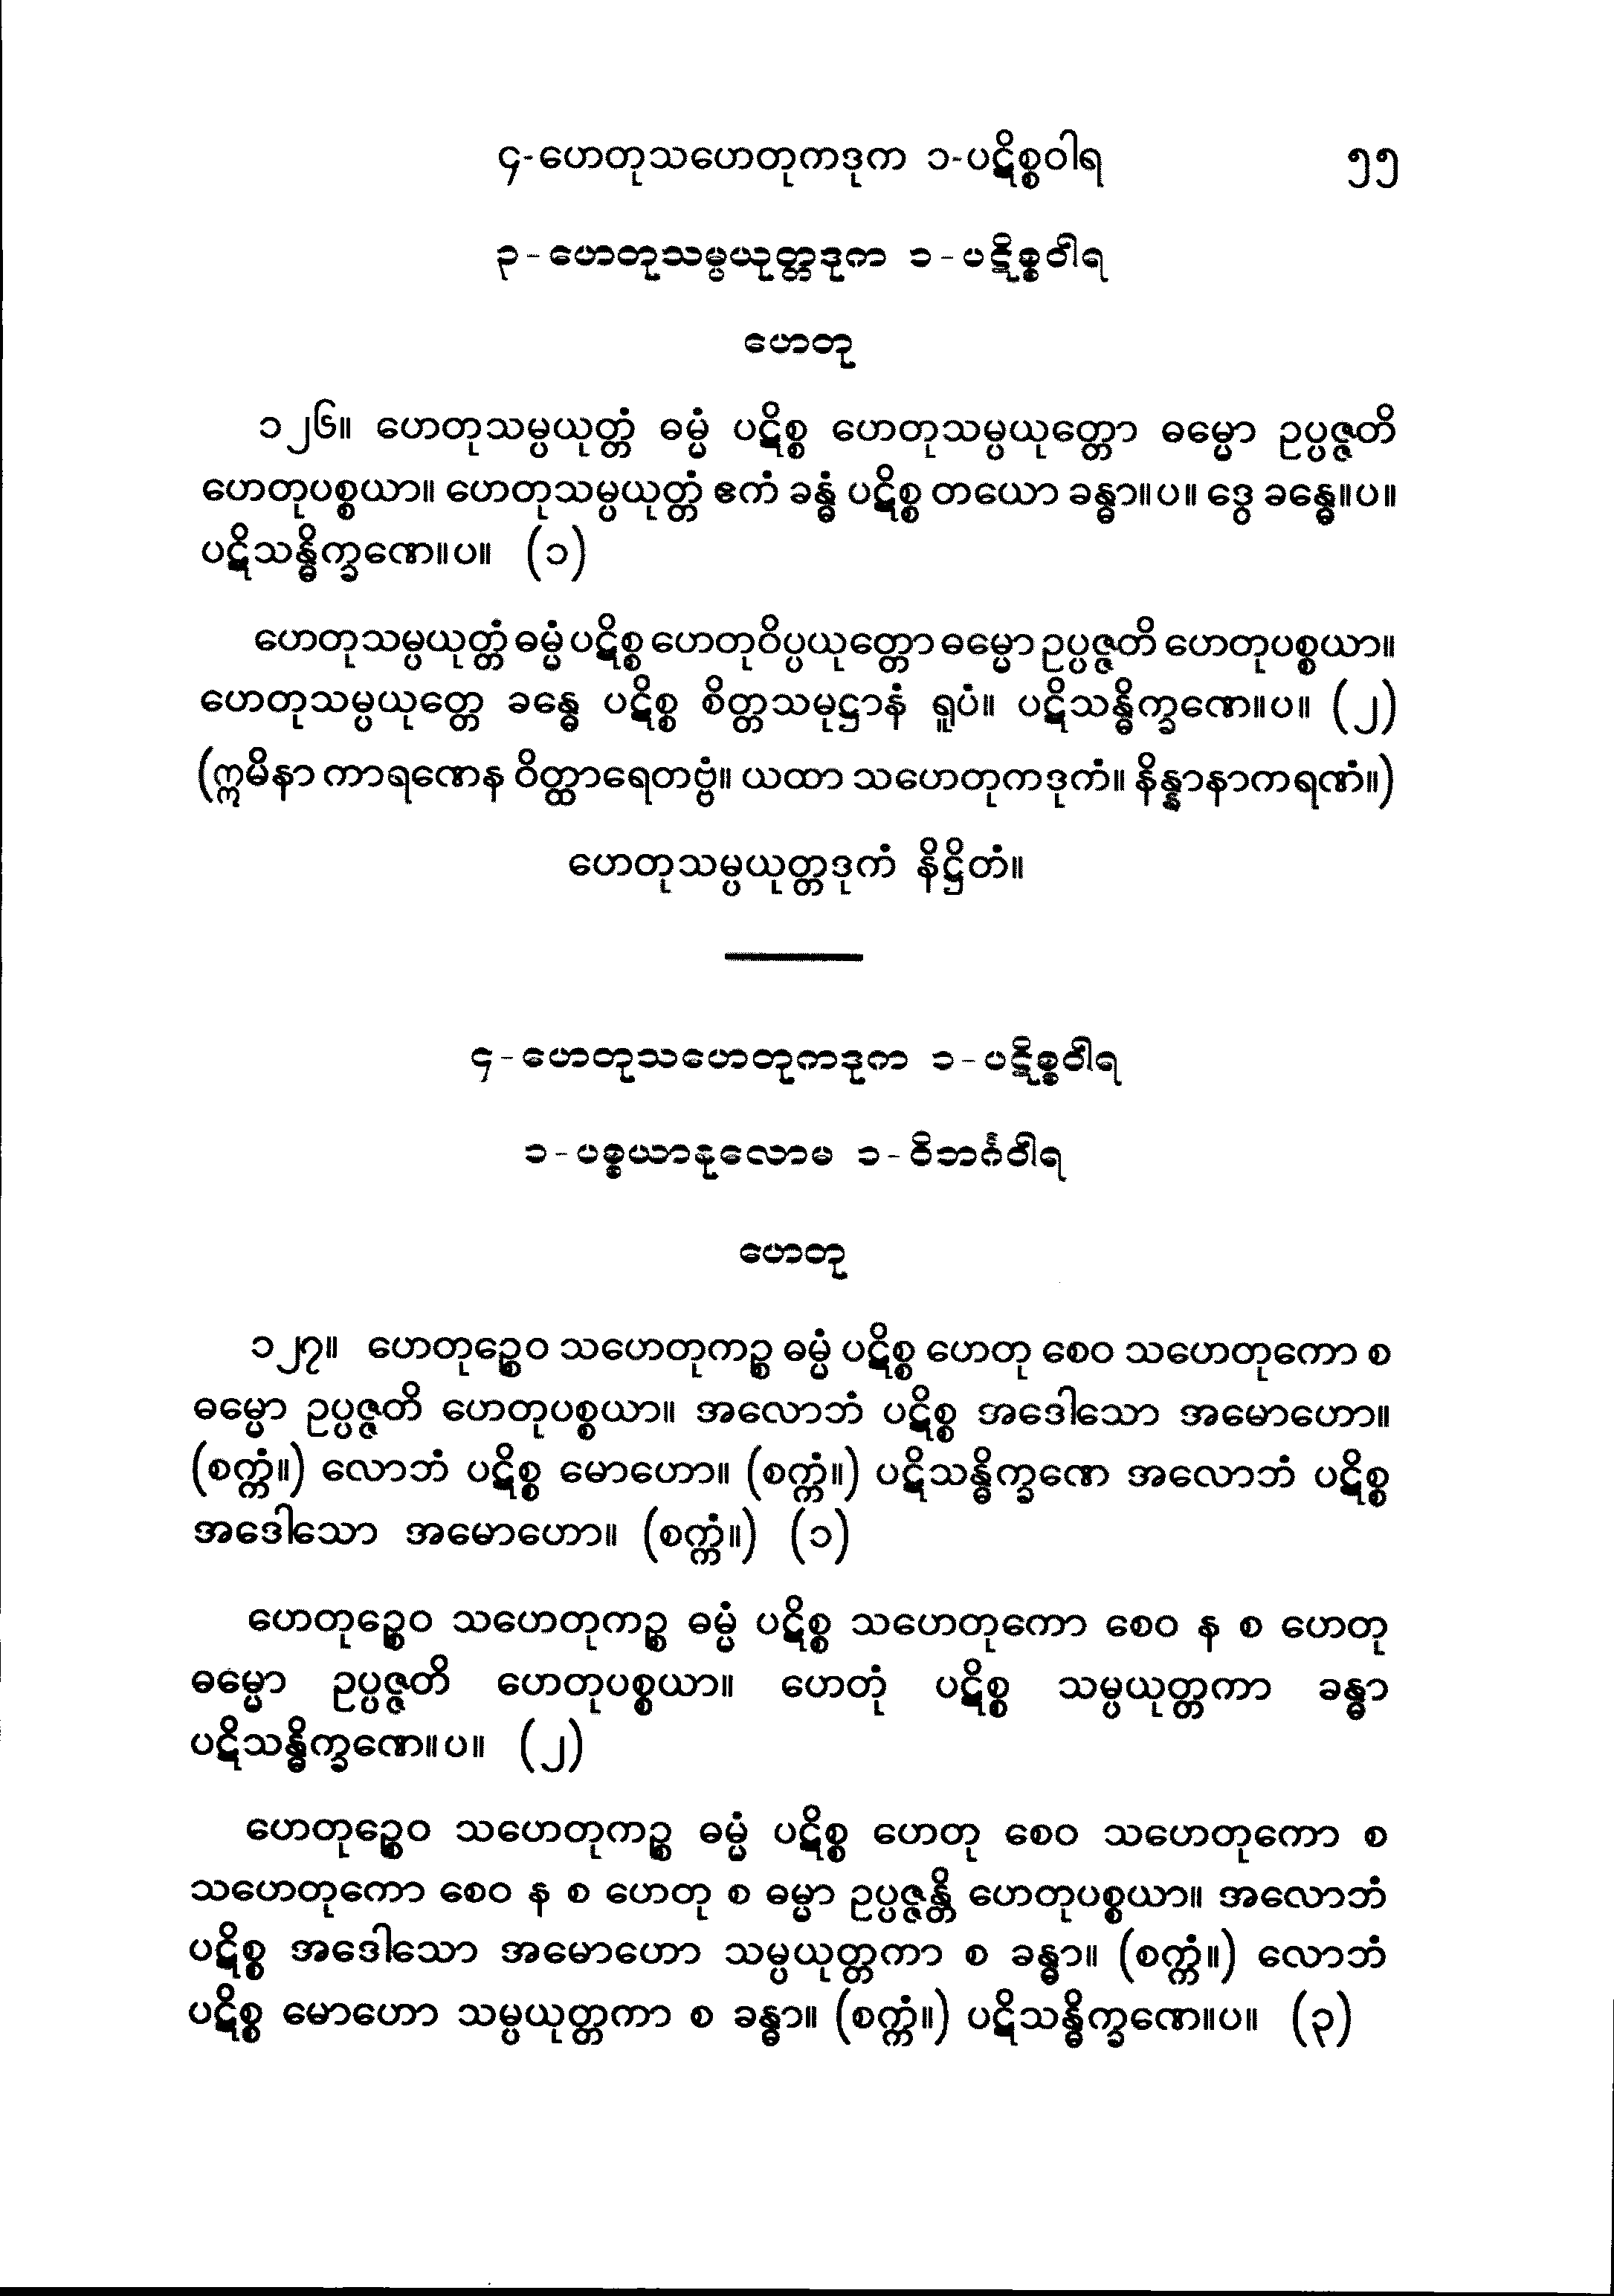 ၄-ဟေတုသဟေတုကဒုက ၁-ပဋိစ္စဝါရ ၅၅
၃-ဟေတုသမ္ပယုတ္တဒုက ၁-ပဋိစ္စဝါရ
ဟေတု
၁၂၆။ ဟေတုသမ္ပယုတ္တံ ဓမ္မံ ပဋိစ္စ ဟေတုသမ္ပယုတ္တော ဓမ္မော ဥပ္ပဇ္ဇတိ
ဟေတုပစ္စယာ။ ဟေတုသမ္ပယုတ္တံ ဧကံ ခန္ဓံ ပဋိစ္စ တယော ခန္ဓာ။ပ။ ဒွေ ခန္ဓေ။ပ။
ပဋိသန္ဓိက္ခဏေ။ပ။ (၁)
ဟေတုသမ္ပယုတ္တံ ဓမ္မံ ပဋိစ္စ ဟေတုဝိပ္ပယုတ္တော ဓမ္မော ဥပ္ပဇ္ဇတိ ဟေတုပစ္စယာ။
ဟေတုသမ္ပယုတ္တေ ခန္ဓေ ပဋိစ္စ စိတ္တသမုဋ္ဌာနံ ရူပံ။ ပဋိသန္ဓိက္ခဏေ။ပ။ (၂)
(ဣမိနာ ကာရဏေန ဝိတ္ထာရေတဗ္ဗံ။ ယထာ သဟေတုကဒုကံ။ နိန္နာနာကရဏံ။)
ဟေတုသမ္ပယုတ္တဒုကံ နိဋ္ဌိတံ။
၄-ဟေတုသဟေတုကဒုက ၁-ပဋိစ္စဝါရ
၁-ပစ္စယာနုလောမ ၁-ဝိဘင်္ဂဝါရ
ဟေတု
၁၂၇။ ဟေတုဉ္စေဝ သဟေတုကဉ္စ ဓမ္မံ ပဋိစ္စ ဟေတု စေဝ သဟေတုကော စ
ဓမ္မော ဥပ္ပဇ္ဇတိ ဟေတုပစ္စယာ။ အလောဘံ ပဋိစ္စ အဒေါသော အမောဟော။
(စက္ကံ။) လောဘံ ပဋိစ္စ မောဟော။ (စက္ကံ။) ပဋိသန္ဓိက္ခဏေ အလောဘံ ပဋိစ္စ
အဒေါသော အမောဟော။ (စက္ကံ။) (၁)
ဟေတုဉ္စေဝ သဟေတုကဉ္စ ဓမ္မံ ပဋိစ္စ သဟေတုကော စေဝ န စ ဟေတု
ဓမ္မော ဥပ္ပဇ္ဇတိ ဟေတုပစ္စယာ။ ဟေတုံ ပဋိစ္စ သမ္ပယုတ္တကာ ခန္ဓာ
ပဋိသန္ဓိက္ခဏေ။ပ။ (၂)
ဟေတုဉ္စေဝ သဟေတုကဉ္စ ဓမ္မံ ပဋိစ္စ ဟေတု စေဝ သဟေတုကော စ
သဟေတုကော စေဝ န စ ဟေတု စ ဓမ္မာ ဥပ္ပဇ္ဇန္တိ ဟေတုပစ္စယာ။ အလောဘံ
ပဋိစ္စ အဒေါသော အမောဟော သမ္ပယုတ္တကာ စ ခန္ဓာ။ (စက္ကံ။) လောဘံ
ပဋိစ္စ မောဟော သမ္ပယုတ္တကာ စ ခန္ဓာ။ (စက္ကံ။) ပဋိသန္ဓိက္ခဏေ။ပ။ (၃)